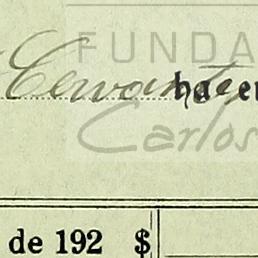 FUNDA
Cervantes ha e
Carlos
de 192 $